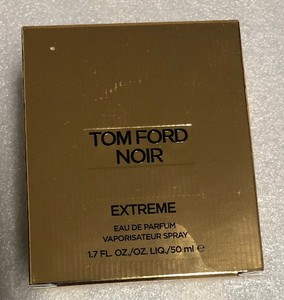 TOM FORD
NOIR
EXTREME
EAU DE PARFUM
VAPORISATEUR SPRAY
1.7 FL. OZ./OZ. LIQ./50 ml ℮